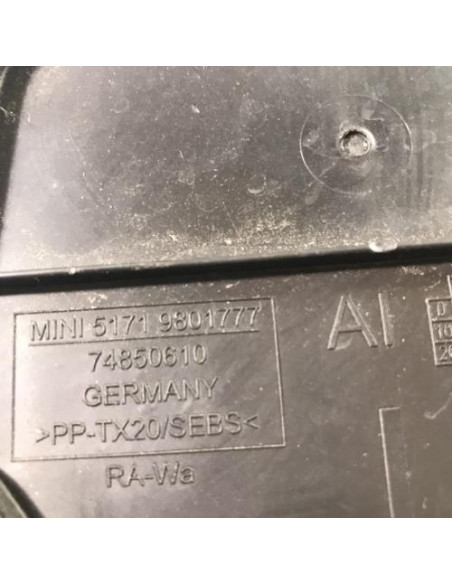 MINI 5171 9801777
74850610
GERMANY
>PP-TX20/SEBS<
RA-Wa
AI